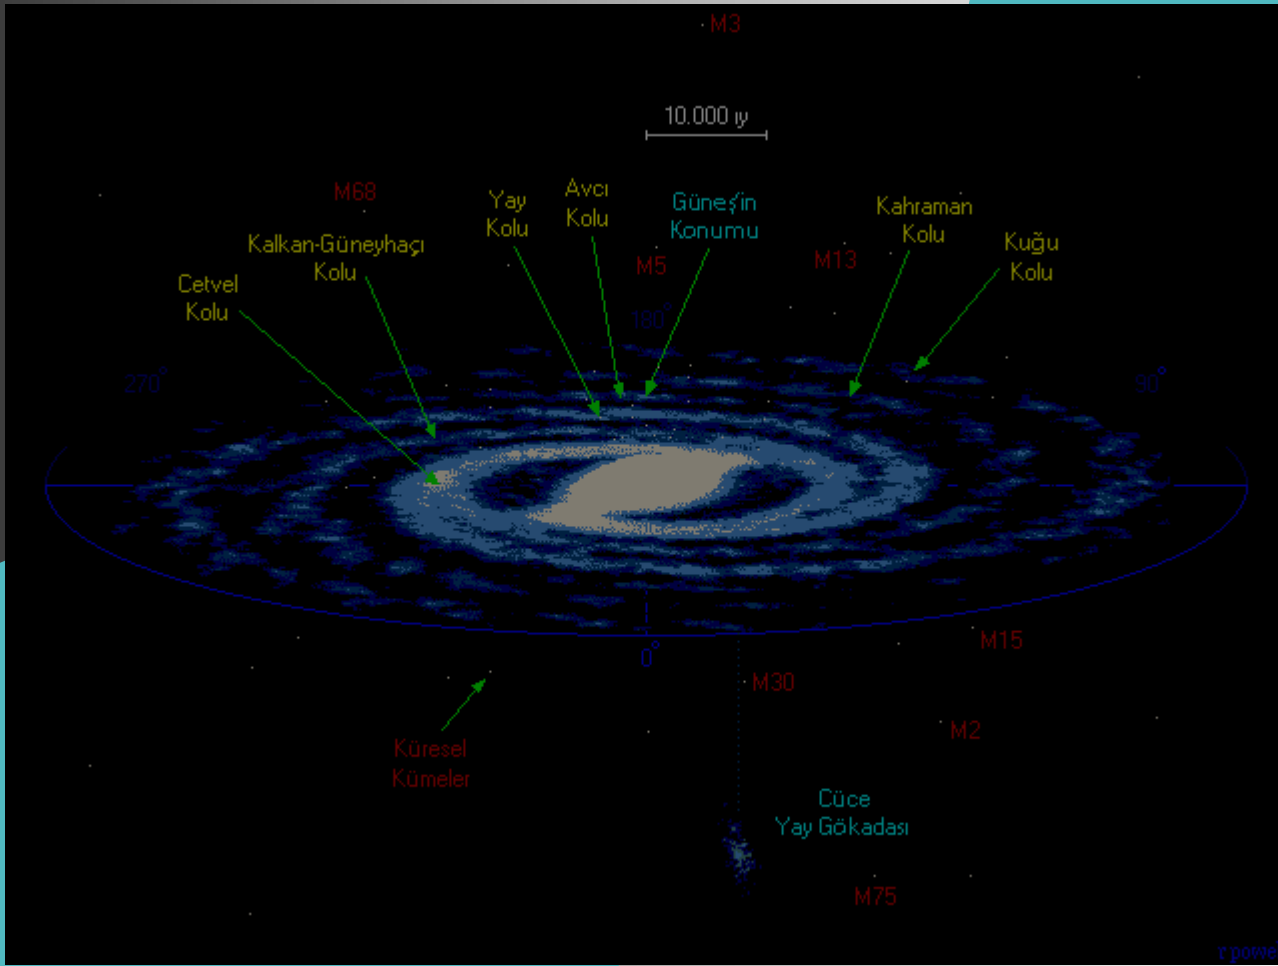 M3
10.000 ıy
M68
Yay
Kolu
Avcı
Kolu
Güneş'in
Konumu
Kahraman
Kolu
Kuğu
Kolu
Kalkan-Güneyhaçı
Kolu
M5
M13
Cetvel
Kolu
180°
270°
90°
0°
M15
M30
M2
Küresel
Kümeler
Cüce
Yay Gökadası
M75